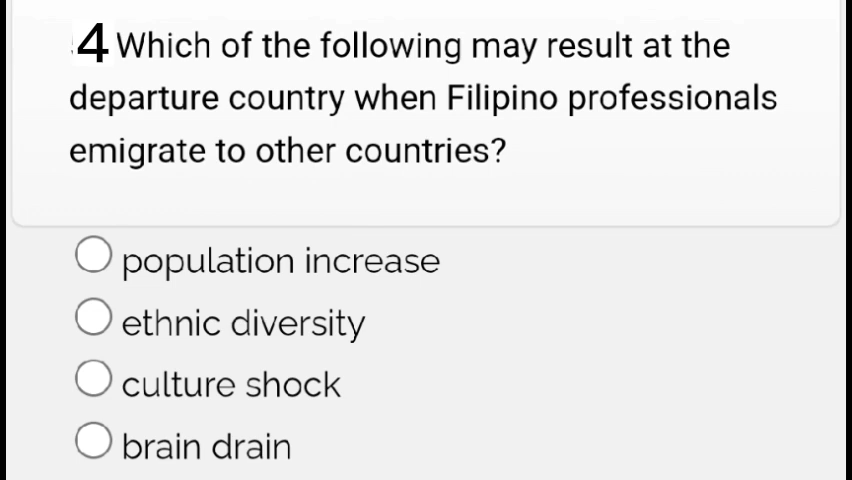 4 Which of the following may result at the
departure country when Filipino professionals
emigrate to other countries?
population increase
ethnic diversity
culture shock
brain drain